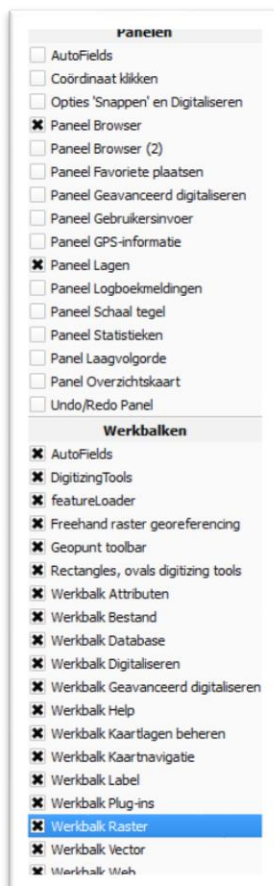 Panelen
AutoFields
Coördinaat klikken
Opties 'Snappen' en Digitaliseren
Paneel Browser
Paneel Browser (2)
Paneel Favoriete plaatsen
Paneel Geavanceerd digitaliseren
Paneel Gebruikersinvoer
Paneel GPS-informatie
Paneel Lagen
Paneel Logboekmeldingen
Paneel Schaal tegel
Paneel Statistieken
Panel Laagvolgorde
Panel Overzichtskaart
Undo/Redo Panel
Werkbalken
AutoFields
DigitizingTools
featureLoader
Freehand raster georeferencing
Geopunt toolbar
Rectangles, ovals digitizing tools
Werkbalk Attributen
Werkbalk Bestand
Werkbalk Database
Werkbalk Digitaliseren
Werkbalk Geavanceerd digitaliseren
Werkbalk Help
Werkbalk Kaartlagen beheren
Werkbalk Kaartnavigatie
Werkbalk Label
Werkbalk Plug-ins
Werkbalk Raster
Werkbalk Vector
Werkbalk Web